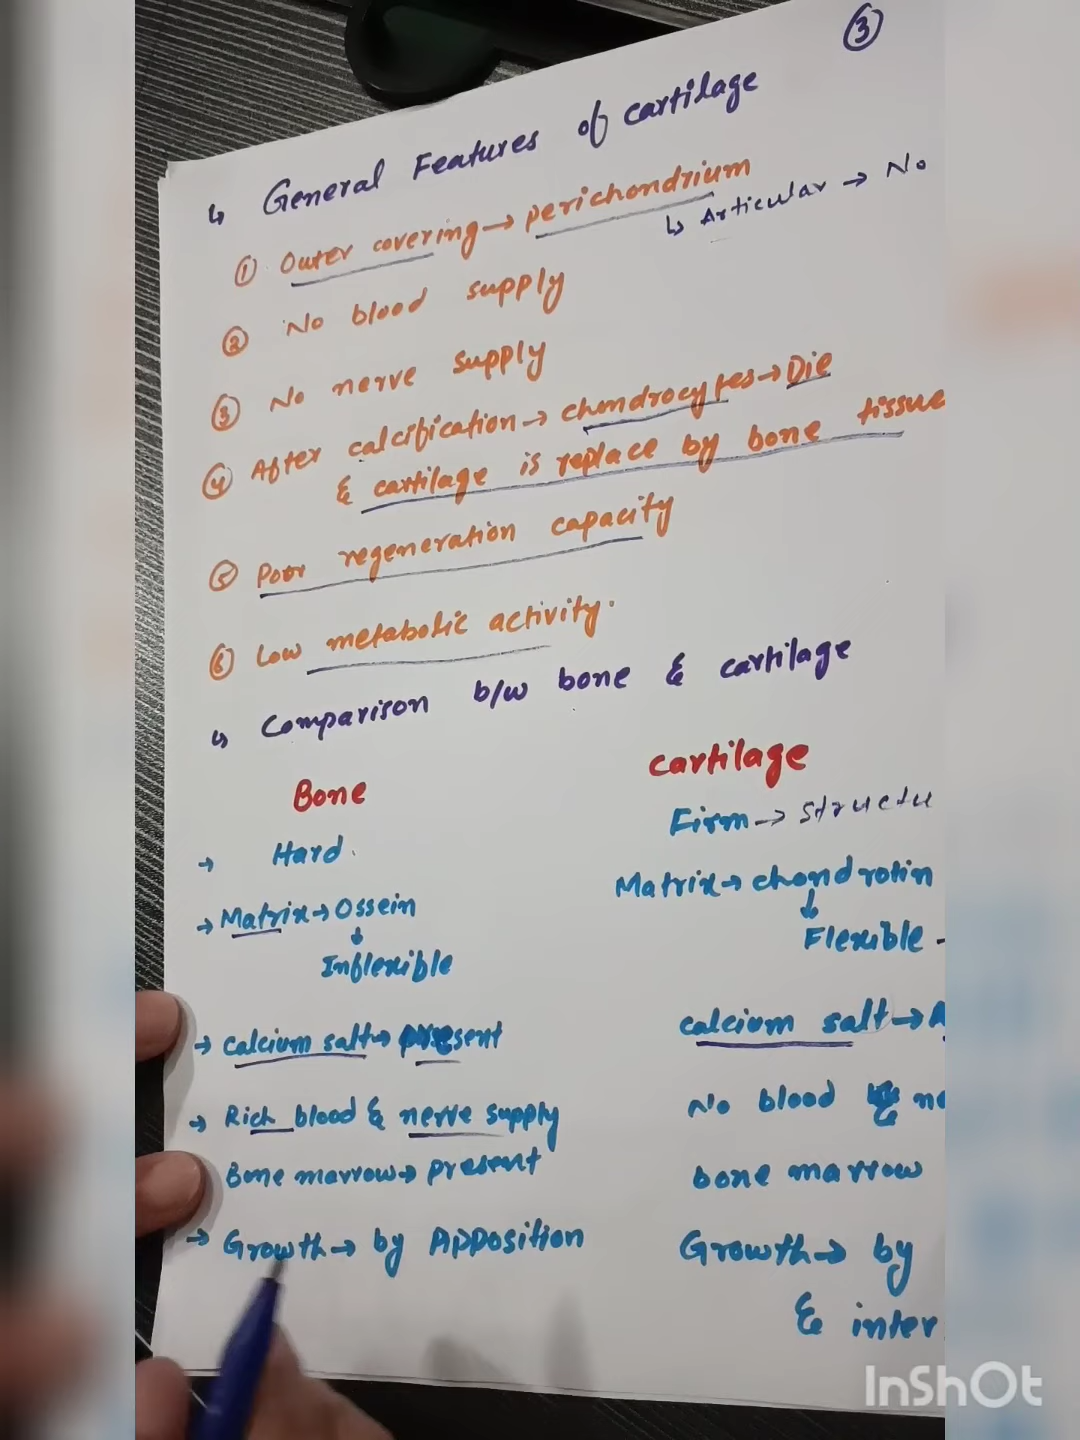 ③
↳ General Features of cartilage
① Outer covering → perichondrium
↳ Articular → No
② No blood supply
③ No nerve supply
④ After calcification → chondrocytes → Die
& cartilage is replace by bone tissue
⑤ Poor regeneration capacity
⑥ Low metabolic activity.
↳ Comparison b/w bone & cartilage
Bone
cartilage
→ Hard
Firm → structu
→ Matrix → Ossein
Matrix → chondrotin
↓
↓
Inflexible
Flexible -
→ calcium salt → present
calcium salt →
→ Rich blood & nerve supply
No blood &
Bone marrow → present
bone marrow
→ Growth → by Apposition
Growth → by
& inter
InShOt